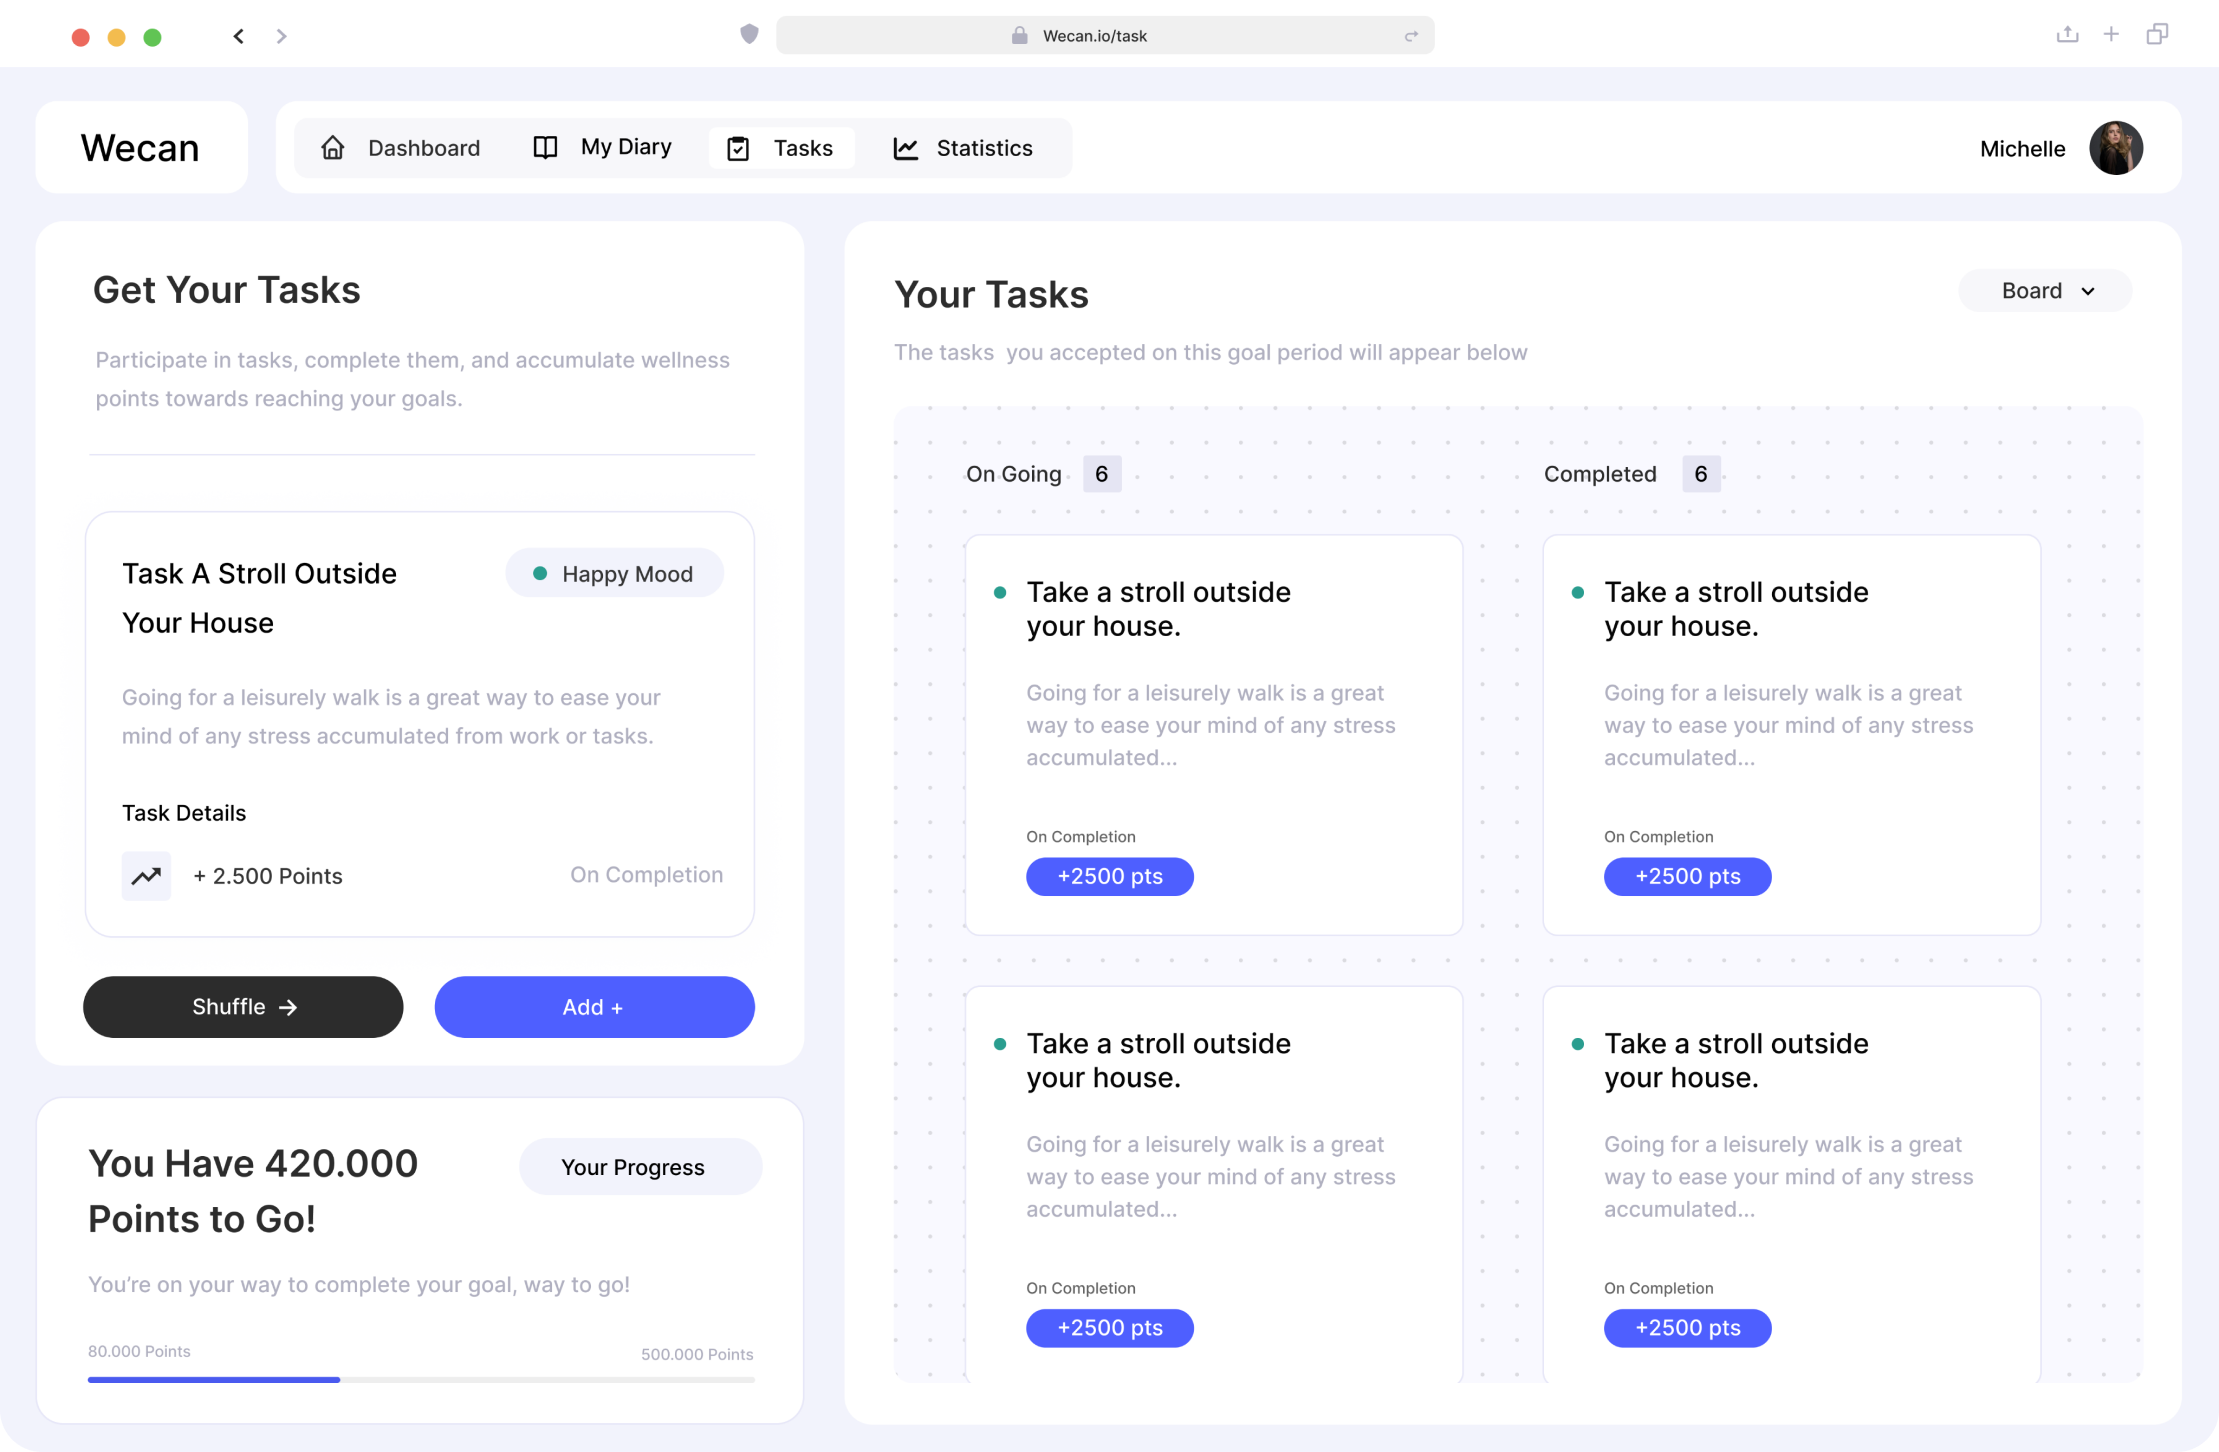 Wecan.io/task
Wecan
Dashboard
My Diary
Tasks
Statistics
Michelle
Get Your Tasks
Participate in tasks, complete them, and accumulate wellness
points towards reaching your goals.
Task A Stroll Outside
Your House
Happy Mood
Going for a leisurely walk is a great way to ease your
mind of any stress accumulated from work or tasks.
Task Details
+ 2.500 Points
On Completion
Shuffle →
Add +
You Have 420.000
Points to Go!
Your Progress
You’re on your way to complete your goal, way to go!
80.000 Points
500.000 Points
Your Tasks
Board
The tasks  you accepted on this goal period will appear below
On Going
6
Take a stroll outside
your house.
Going for a leisurely walk is a great
way to ease your mind of any stress
accumulated...
On Completion
+2500 pts
Take a stroll outside
your house.
Going for a leisurely walk is a great
way to ease your mind of any stress
accumulated...
On Completion
+2500 pts
Completed
6
Take a stroll outside
your house.
Going for a leisurely walk is a great
way to ease your mind of any stress
accumulated...
On Completion
+2500 pts
Take a stroll outside
your house.
Going for a leisurely walk is a great
way to ease your mind of any stress
accumulated...
On Completion
+2500 pts